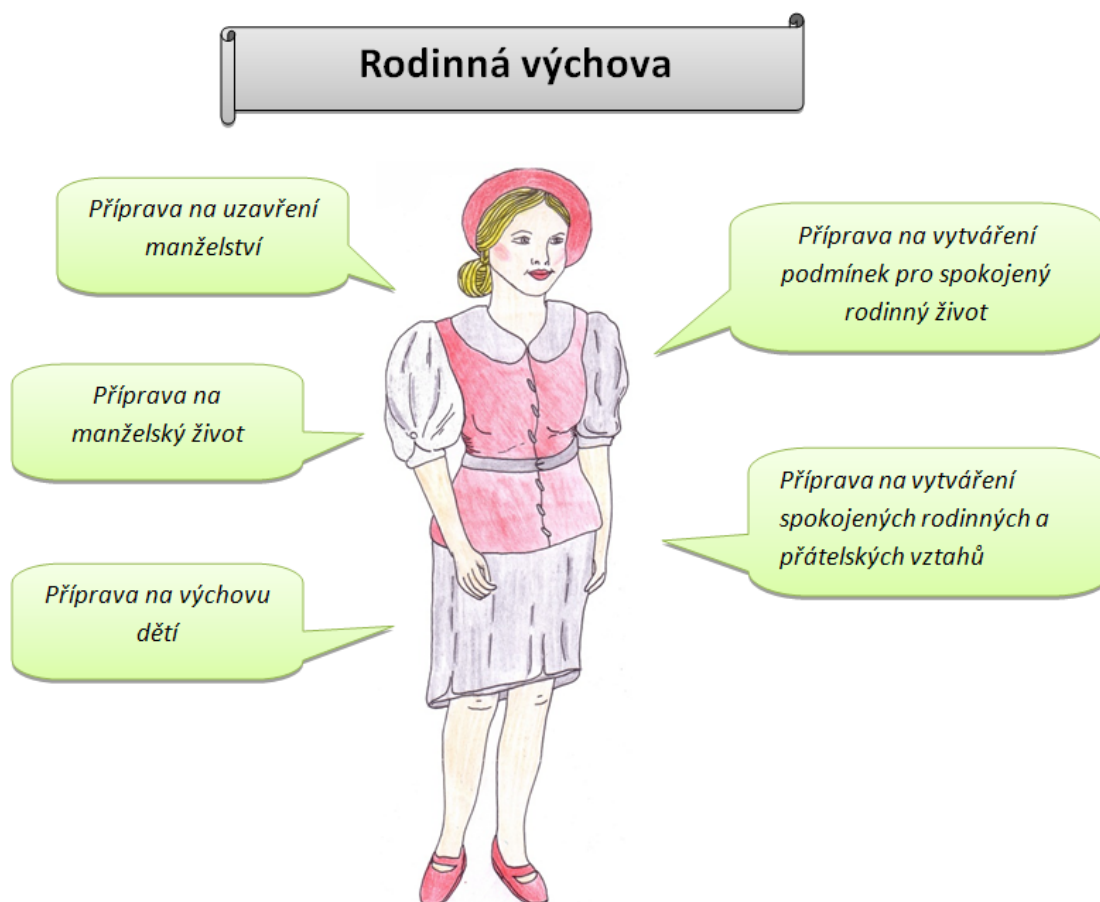 Rodinná výchova
Příprava na uzavření
manželství
Příprava na vytváření
podmínek pro spokojený
rodinný život
Příprava na
manželský život
Příprava na vytváření
spokojených rodinných a
přátelských vztahů
Příprava na výchovu
dětí